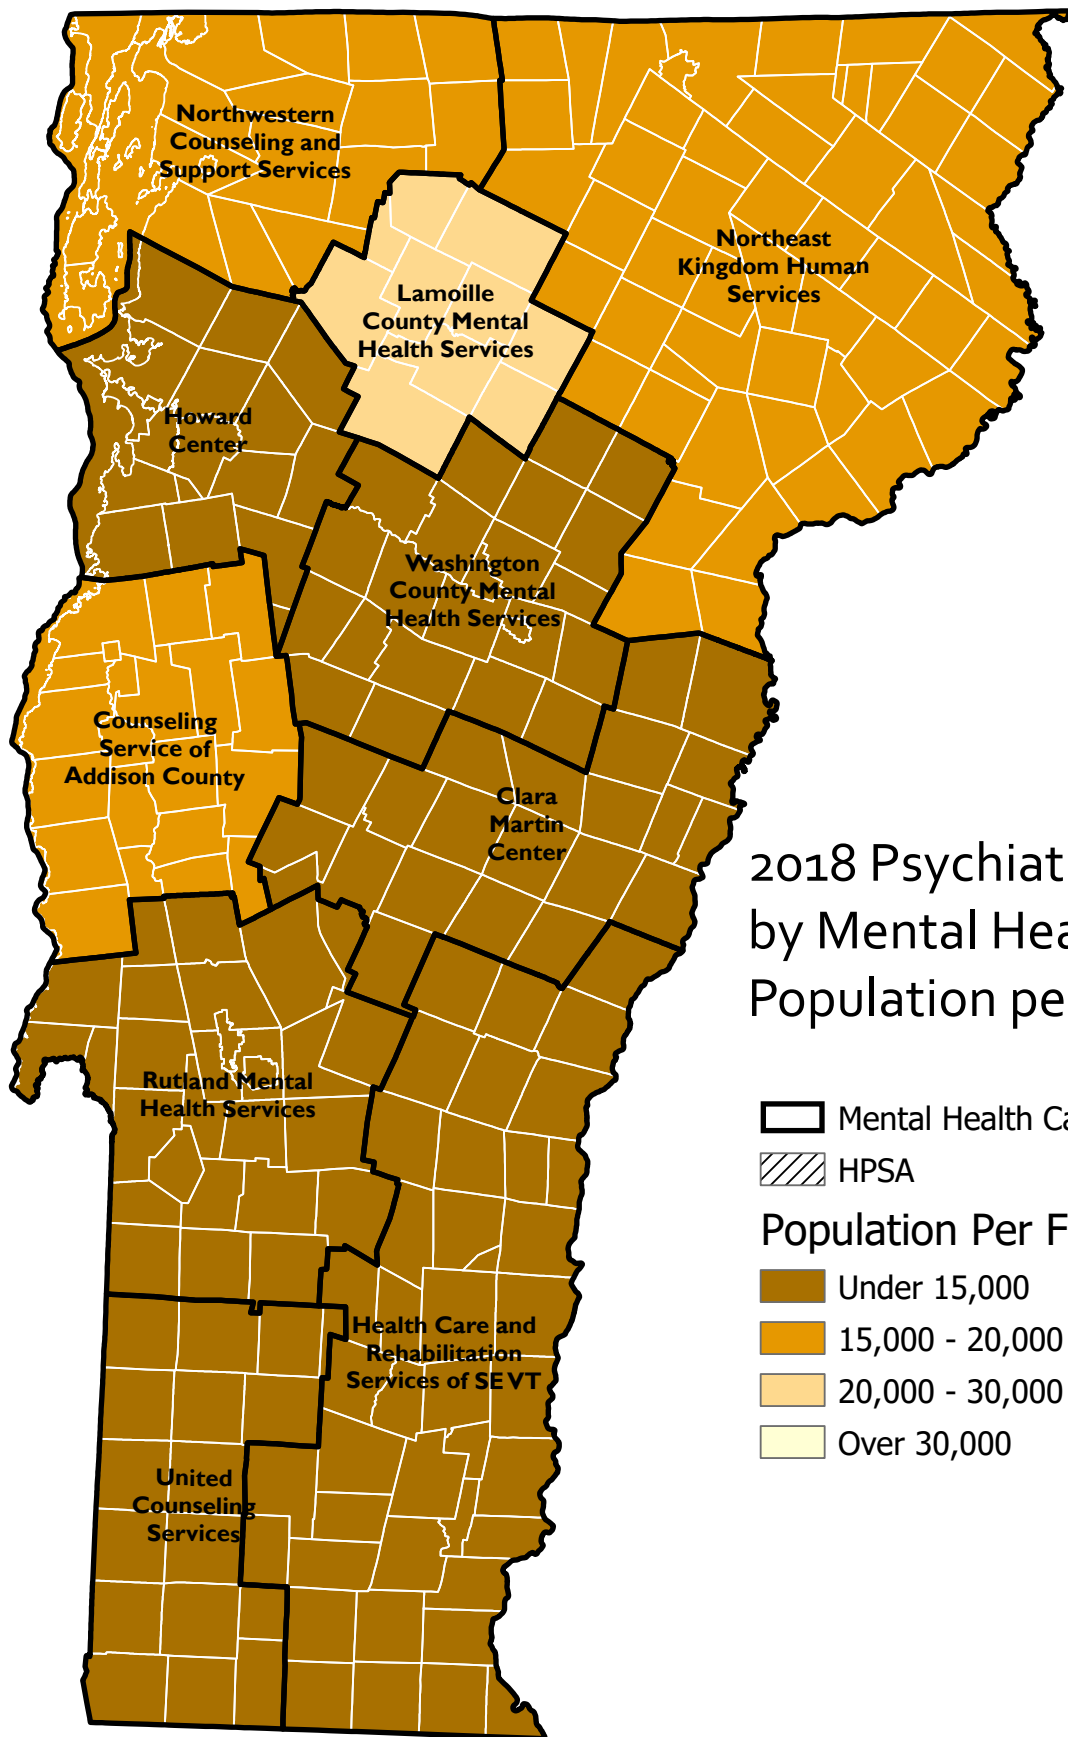 Northwestern
Counseling and
Support Services
Northeast
Kingdom Human
Services
Lamoille
County Mental
Health Services
Howard
Center
Washington
County Mental
Health Services
Counseling
Service of
Addison County
Clara
Martin
Center
Rutland Mental
Health Services
Health Care and
Rehabilitation
Services of SEVT
United
Counseling
Services
2018 Psychiat
by Mental Hea
Population pe
Mental Health Ca
HPSA
Population Per F
Under 15,000
15,000 - 20,000
20,000 - 30,000
Over 30,000